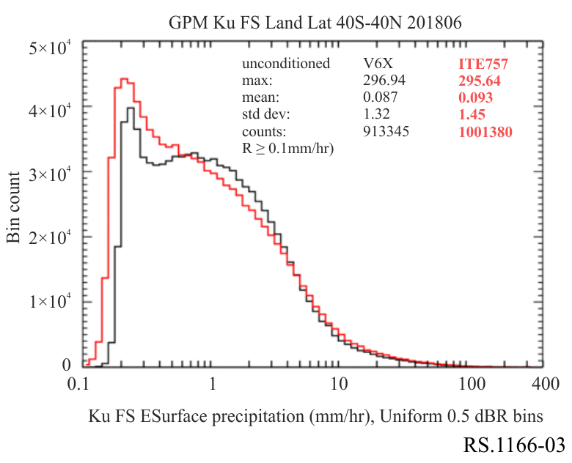 GPM Ku FS Land Lat 40S-40N 201806
unconditioned V6X ITE757
max: 296.94 295.64
mean: 0.087 0.093
std dev: 1.32 1.45
counts: 913345 1001380
R ≥ 0.1mm/hr)
5×10⁴
4×10⁴
3×10⁴
2×10⁴
1×10⁴
0
Bin count
0.1 1 10 100 400
Ku FS ESurface precipitation (mm/hr), Uniform 0.5 dBR bins
RS.1166-03